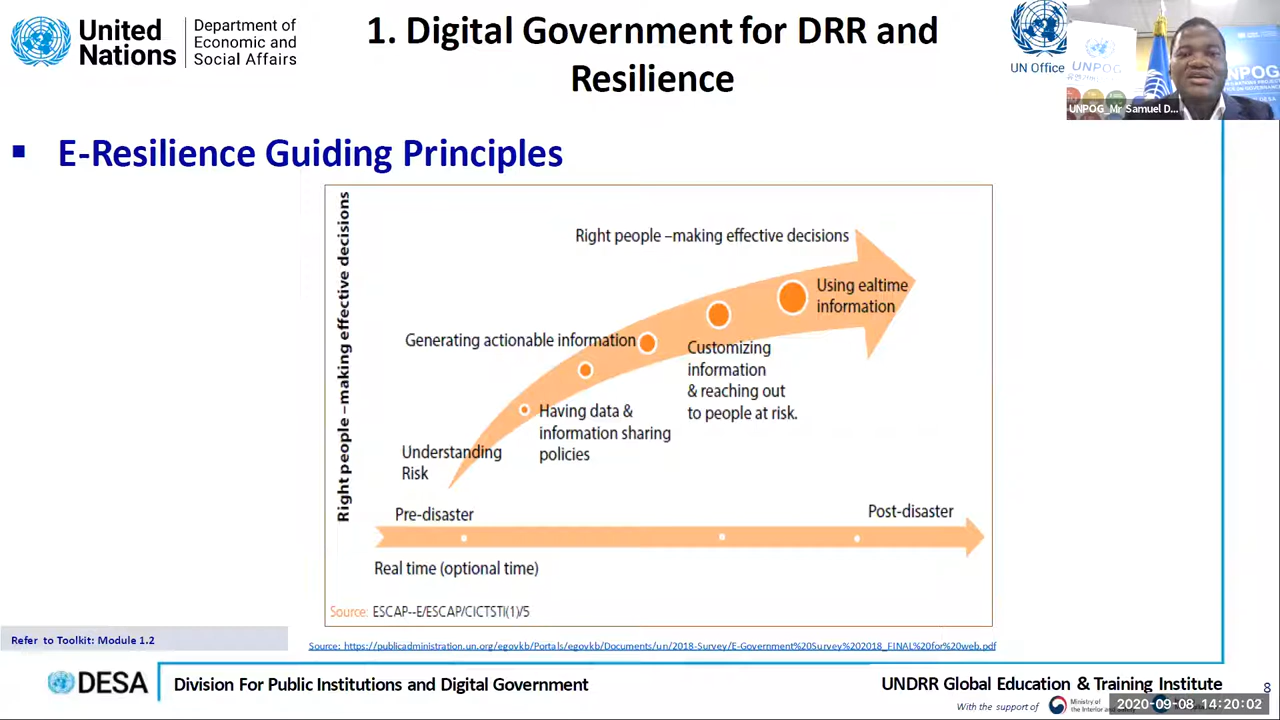 United
Nations
Department of
Economic and
Social Affairs
1. Digital Government for DRR and
Resilience
UN Office
UNPOG
UNPOG_Mr Samuel D...
▪ E-Resilience Guiding Principles
Right people –making effective decisions
Right people –making effective decisions
Using ealtime
information
Generating actionable information
Customizing
information
& reaching out
to people at risk.
Having data &
information sharing
policies
Understanding
Risk
Pre-disaster
Post-disaster
Real time (optional time)
Source: ESCAP--E/ESCAP/CICTSTI(1)/5
Refer to Toolkit: Module 1.2
Source: https://publicadministration.un.org/egovkb/Portals/egovkb/Documents/un/2018-Survey/E-Government%20Survey%202018_FINAL%20for%20web.pdf
DESA
Division For Public Institutions and Digital Government
UNDRR Global Education & Training Institute
8
With the support of
Ministry of
the Interior and
2020-09-08 14:20:02